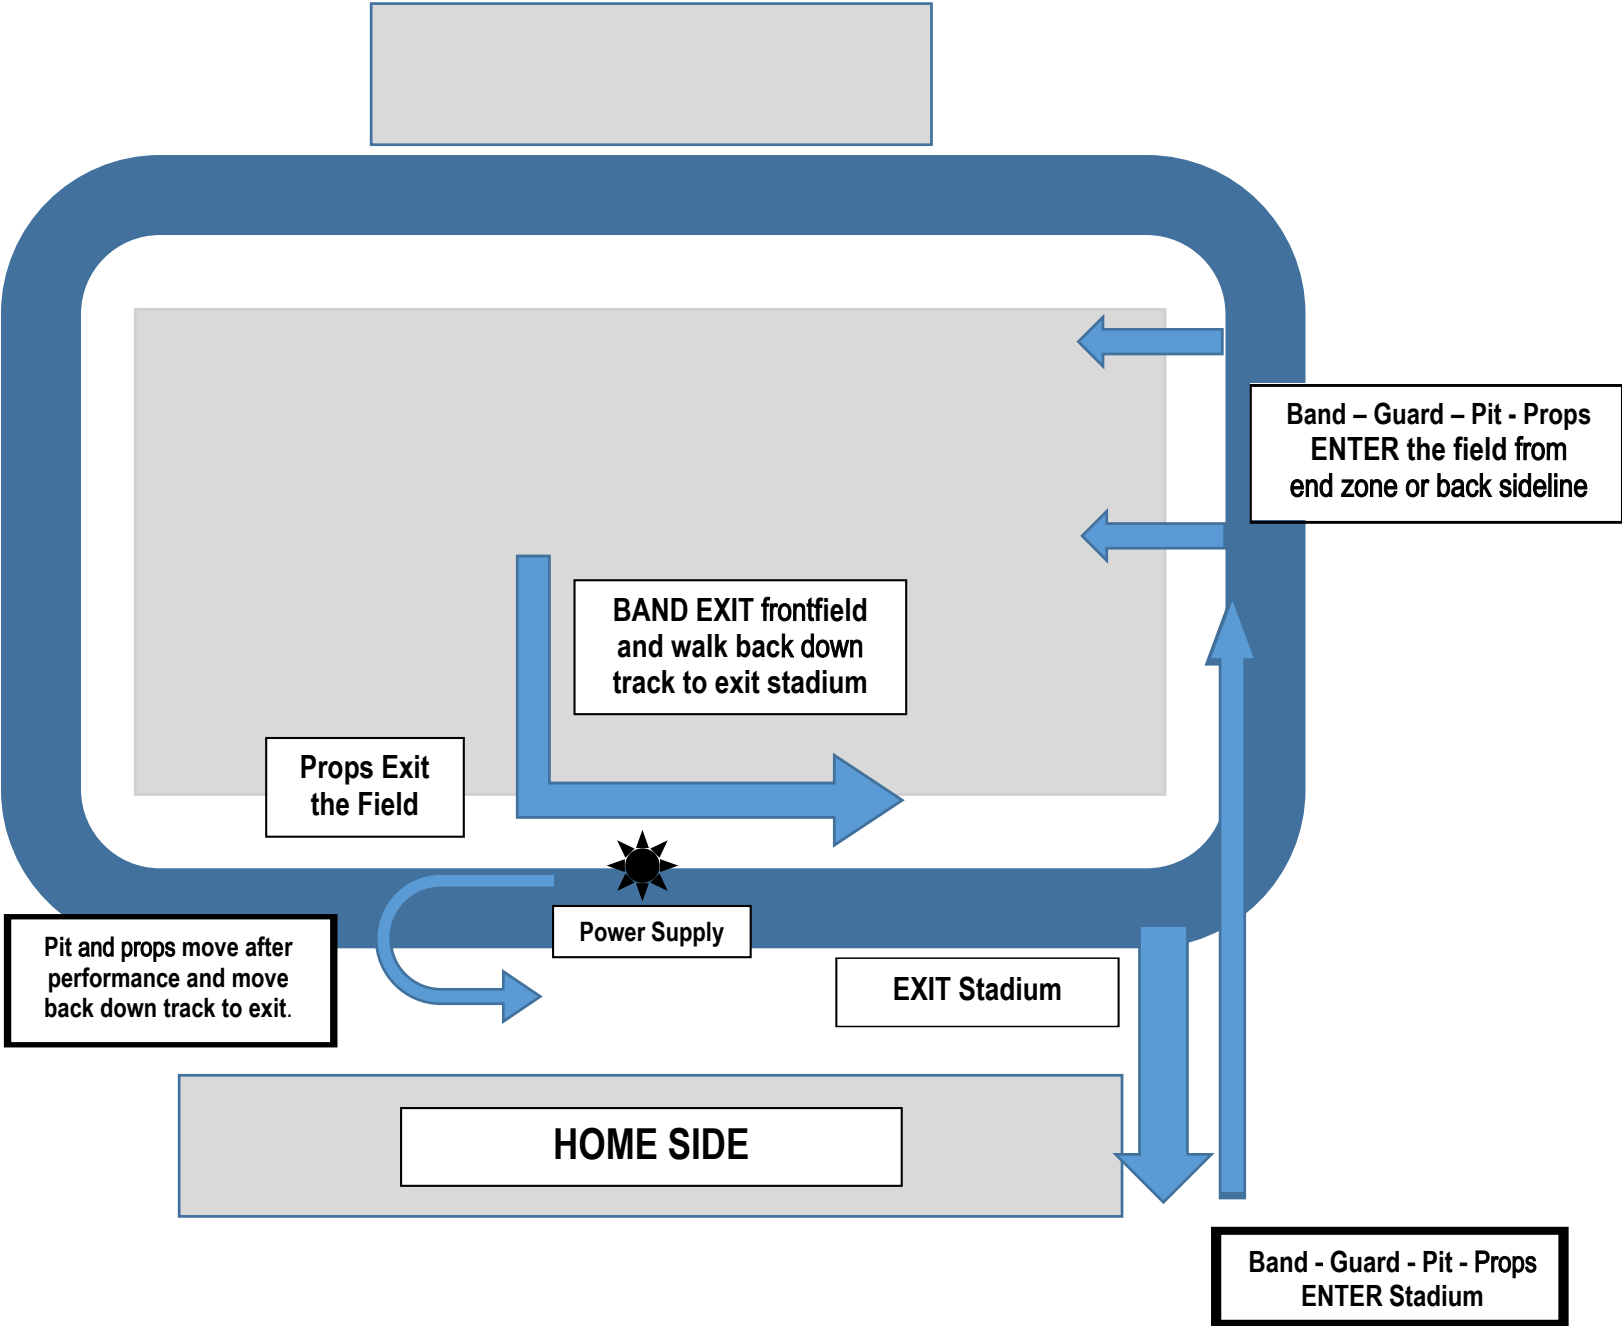 Band – Guard – Pit - Props
ENTER the field from
end zone or back sideline
BAND EXIT frontfield
and walk back down
track to exit stadium
Props Exit
the Field
Power Supply
Pit and props move after
performance and move
back down track to exit.
EXIT Stadium
HOME SIDE
Band - Guard - Pit - Props
ENTER Stadium